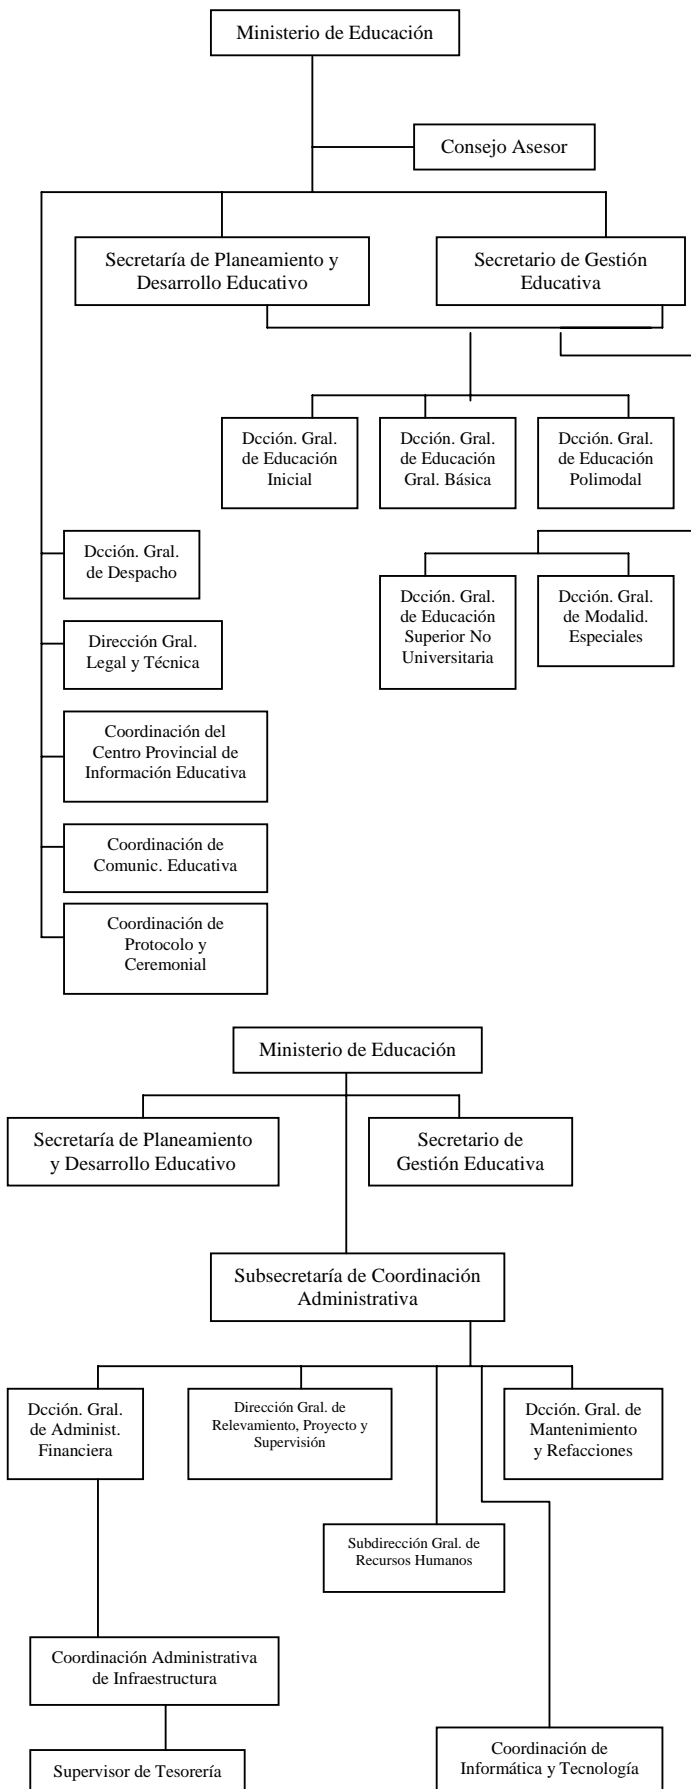 Ministerio de Educación
Consejo Asesor
Secretaría de Planeamiento y
Desarrollo Educativo
Secretario de Gestión
Educativa
Dcción. Gral.
de Educación
Inicial
Dcción. Gral.
de Educación
Gral. Básica
Dcción. Gral.
de Educación
Polimodal
Dcción. Gral.
de Despacho
Dcción. Gral.
de Educación
Superior No
Universitaria
Dcción. Gral.
de Modalid.
Especiales
Dirección Gral.
Legal y Técnica
Coordinación del
Centro Provincial de
Información Educativa
Coordinación de
Comunic. Educativa
Coordinación de
Protocolo y
Ceremonial
Ministerio de Educación
Secretaría de Planeamiento
y Desarrollo Educativo
Secretario de
Gestión Educativa
Subsecretaría de Coordinación
Administrativa
Dcción. Gral.
de Administ.
Financiera
Dirección Gral. de
Relevamiento, Proyecto y
Supervisión
Dcción. Gral. de
Mantenimiento
y Refacciones
Subdirección Gral. de
Recursos Humanos
Coordinación Administrativa
de Infraestructura
Supervisor de Tesorería
Coordinación de
Informática y Tecnología